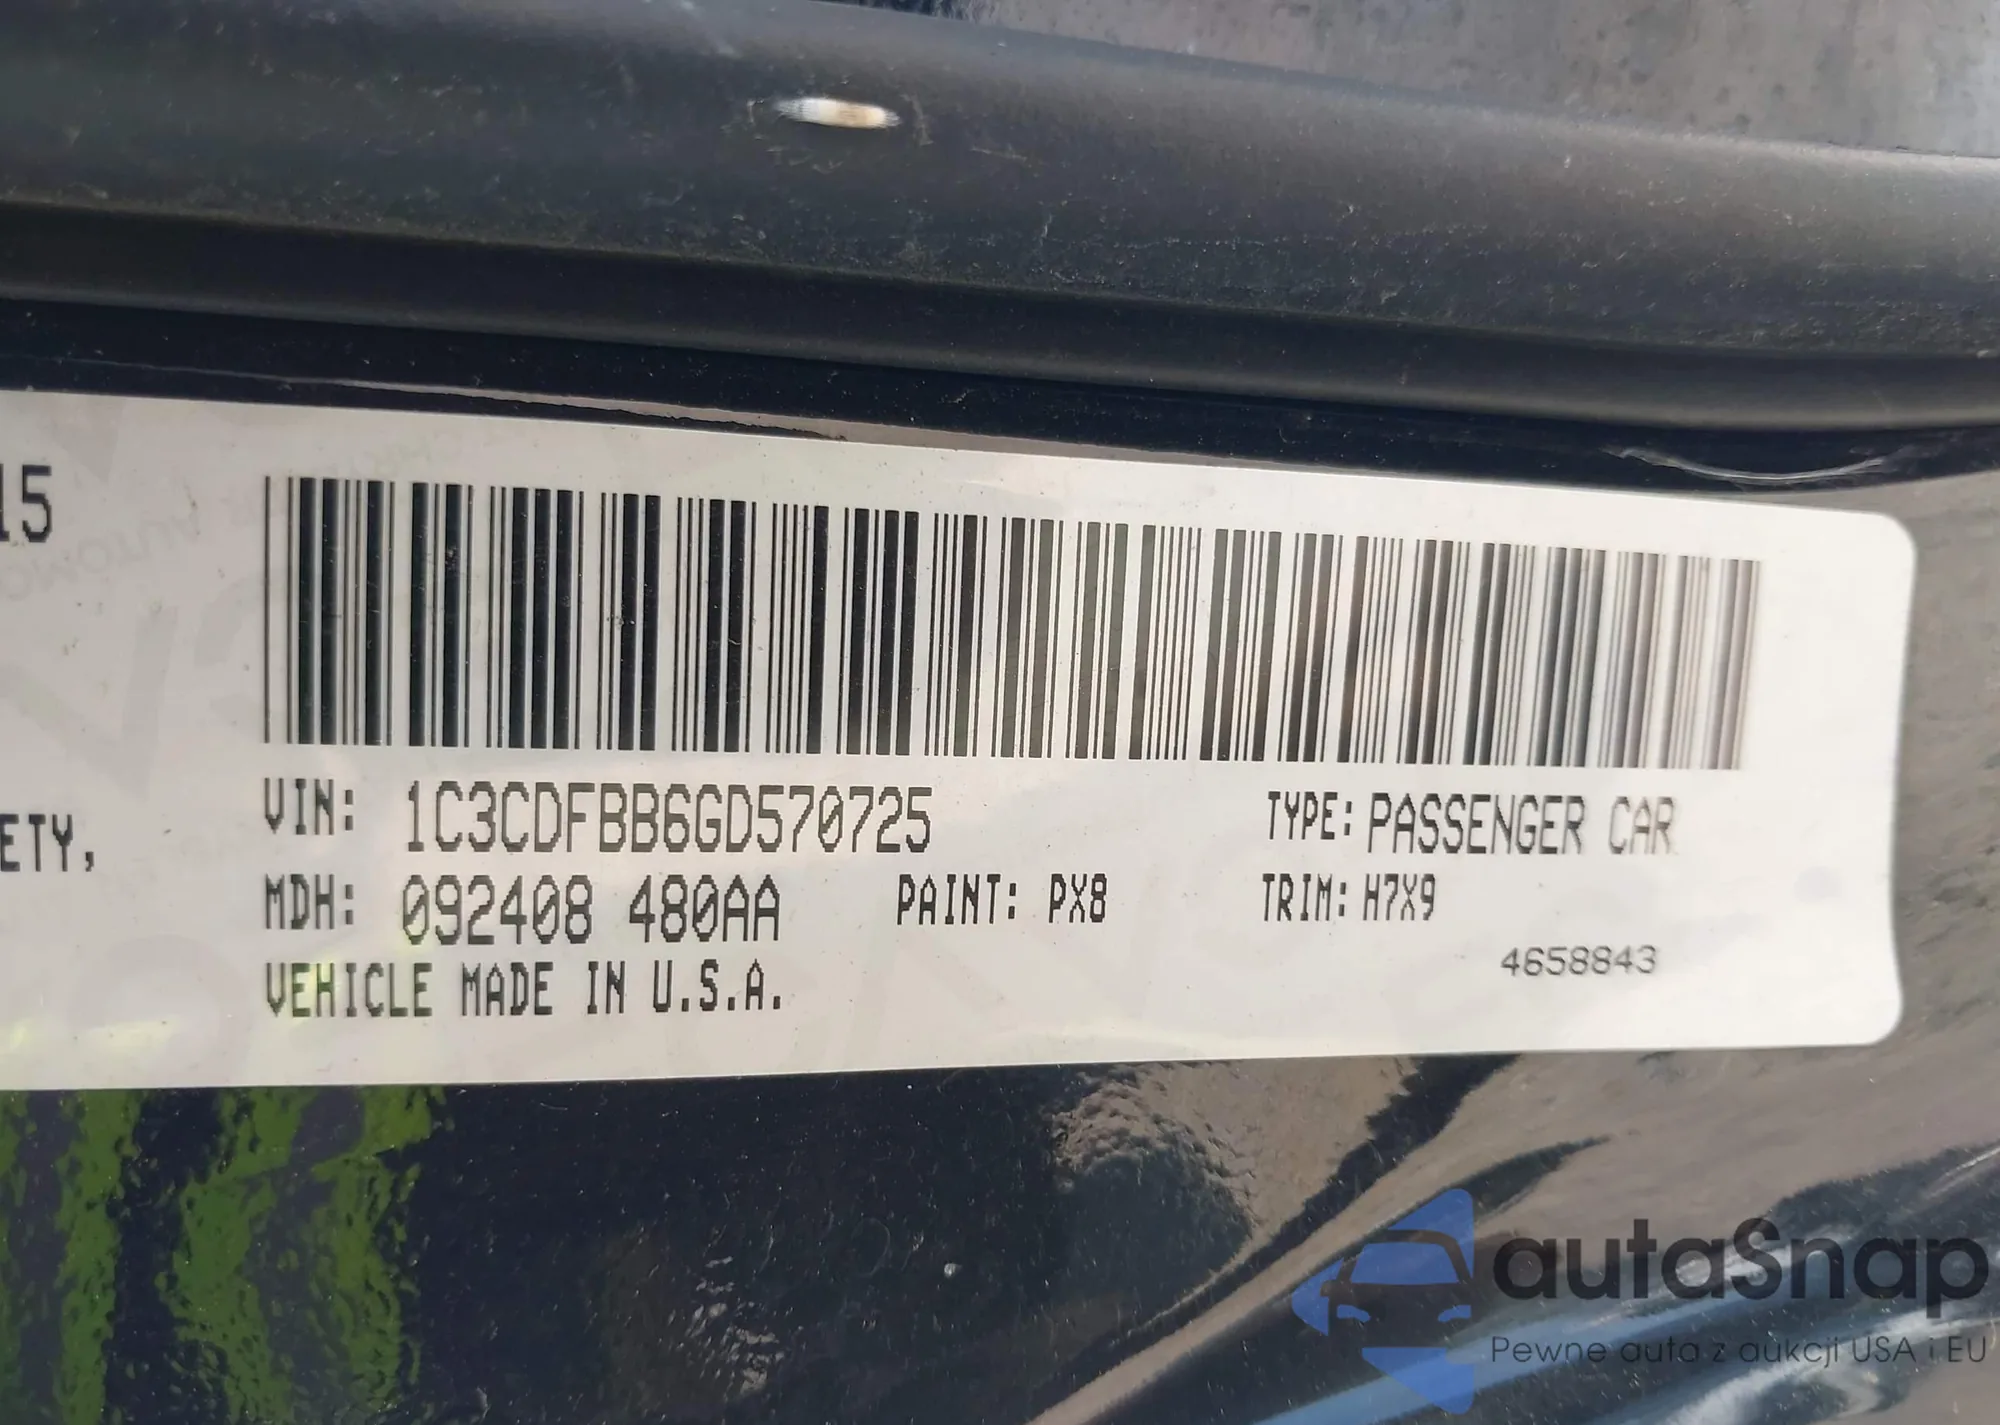 15
ETY,
VIN: 1C3CDFBB6GD570725 TYPE: PASSENGER CAR
MDH: 092408 480AA PAINT: PX8 TRIM: H7X9
VEHICLE MADE IN U.S.A. 4658843
autaSnap
Pewne auta z aukcji USA i EU